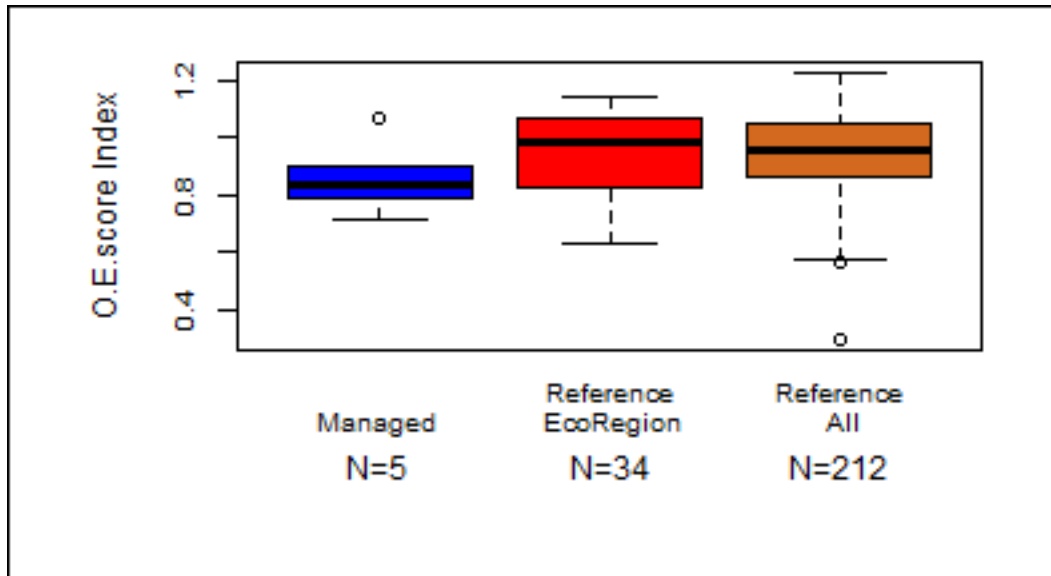 O.E.score Index
1.2
0.8
0.4
Managed
Reference
EcoRegion
Reference
All
N=5
N=34
N=212